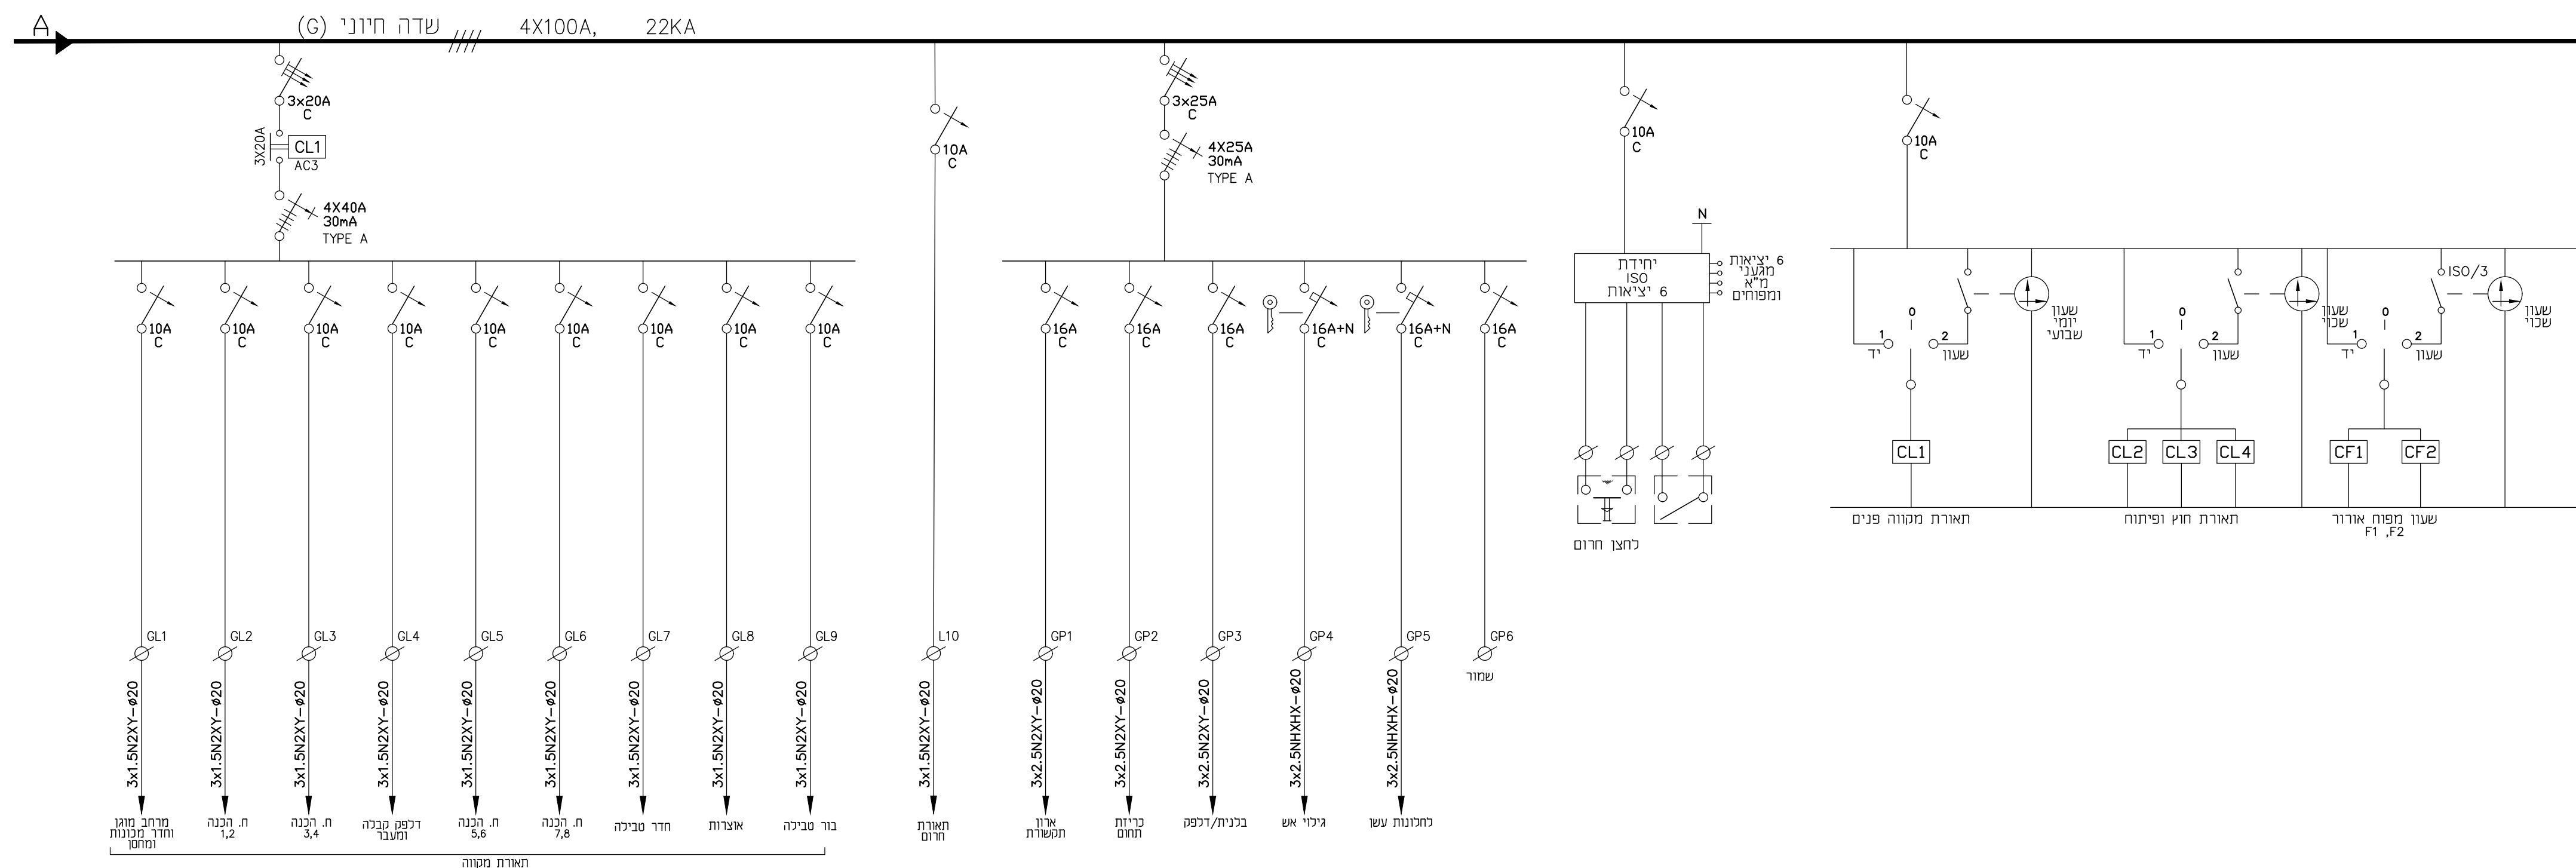 A
שדה חיוני (G)
4X100A,
22KA
3x20A
C
3X20A
CL1
AC3
4X40A
30mA
TYPE A
10A
C
10A
C
10A
C
10A
C
10A
C
10A
C
10A
C
10A
C
10A
C
10A
C
3x25A
C
4X25A
30mA
TYPE A
16A
C
16A
C
16A
C
16A+N
C
16A+N
C
16A
C
10A
C
N
יחידת
ISO
6 יציאות
6 יציאות
מגעני
מ"א
ומפוחים
לחצן חרום
10A
C
1
יד
0
2
שעון
שעון
יומי
שבועי
CL1
תאורת מקווה פנים
1
יד
0
2
שעון
שעון
שכוי
CL2
CL3
CL4
תאורת חוץ ופיתוח
1
יד
0
2
שעון
ISO/3
שעון
שכוי
CF1
CF2
שעון מפוח אורור
F1 ,F2
GL1
GL2
GL3
GL4
GL5
GL6
GL7
GL8
GL9
L10
GP1
GP2
GP3
GP4
GP5
GP6
שמור
3x1.5N2XY-ø20
3x1.5N2XY-ø20
3x1.5N2XY-ø20
3x1.5N2XY-ø20
3x1.5N2XY-ø20
3x1.5N2XY-ø20
3x1.5N2XY-ø20
3x1.5N2XY-ø20
3x1.5N2XY-ø20
3x1.5N2XY-ø20
3x2.5N2XY-ø20
3x2.5N2XY-ø20
3x2.5N2XY-ø20
3x2.5NHXHX-ø20
3x2.5NHXHX-ø20
מרחב מוגן
וחדר מכונות
ומחסן
ח. הכנה
1,2
ח. הכנה
3,4
דלפק קבלה
ומעבר
ח. הכנה
5,6
ח. הכנה
7,8
חדר טבילה
אוצרות
בור טבילה
תאורת
חרום
ארון
תקשורת
כריזת
תחום
בלנית/דלפק
גילוי אש
לחלונות עשן
תאורת מקווה